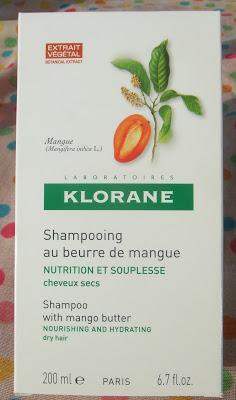 EXTRAIT
VÉGÉTAL
BOTANICAL EXTRACT
Mangue
(Mangifera indica L.)
LABORATOIRES
KLORANE
Shampooing
au beurre de mangue
NUTRITION ET SOUPLESSE
cheveux secs
Shampoo
with mango butter
NOURISHING AND HYDRATING
dry hair
200 ml e PARIS 6.7 fl.oz.